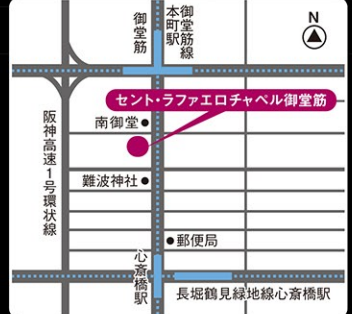 御堂筋
御堂筋線
本町駅
N
セント・ラファエロチャペル御堂筋
南御堂
阪神高速1号環状線
難波神社
郵便局
心斎橋駅
長堀鶴見緑地線心斎橋駅